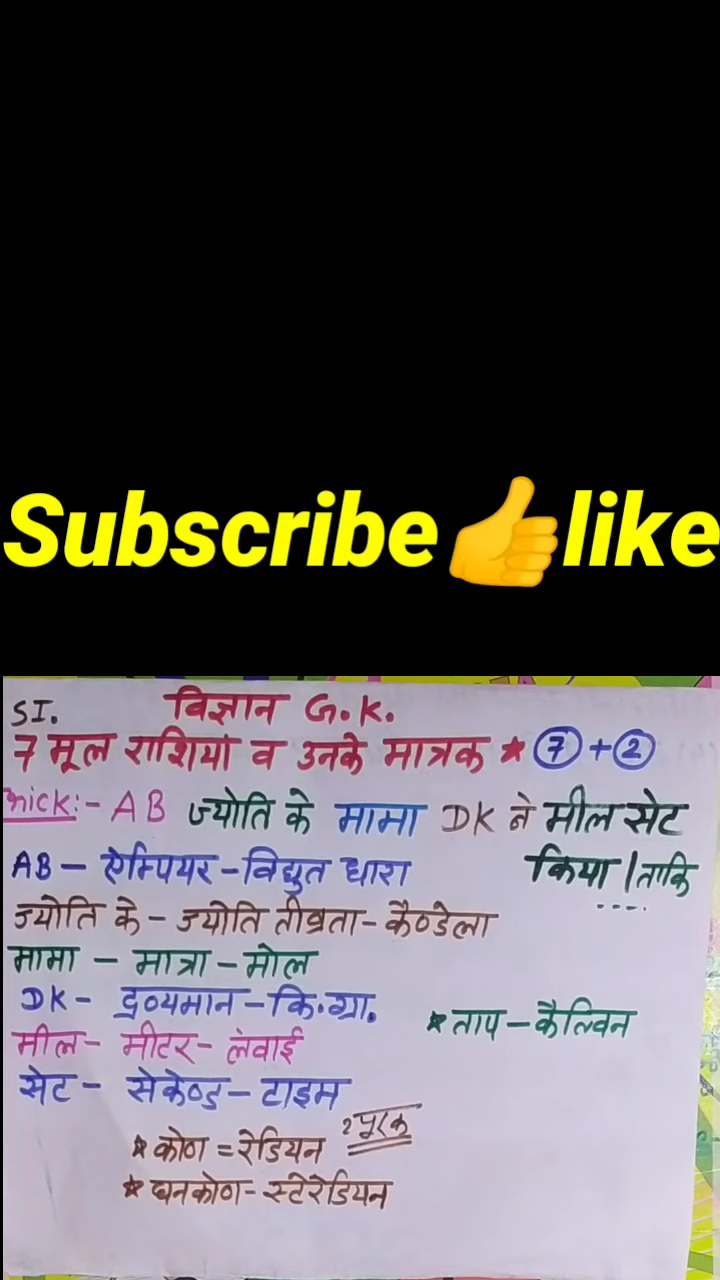 Subscribe👍like
SI. विज्ञान G.K.
7 मूल राशियां व उनके मात्रक ★ (7)+(2)
Trick:- AB ज्योति के मामा DK ने मील सेट
किया / ताकि
AB - ऐम्पियर - विद्युत धारा
ज्योति के - ज्योति तीव्रता - कैण्डेला
मामा - मात्रा - मोल
DK - द्रव्यमान - कि.ग्रा.
★ ताप - कैल्विन
मील - मीटर - लंवाई
सेट - सेकेण्ड - टाइम
2 पूरक
★ कोण = रेडियन
★ घनकोण - स्टेरेडियन